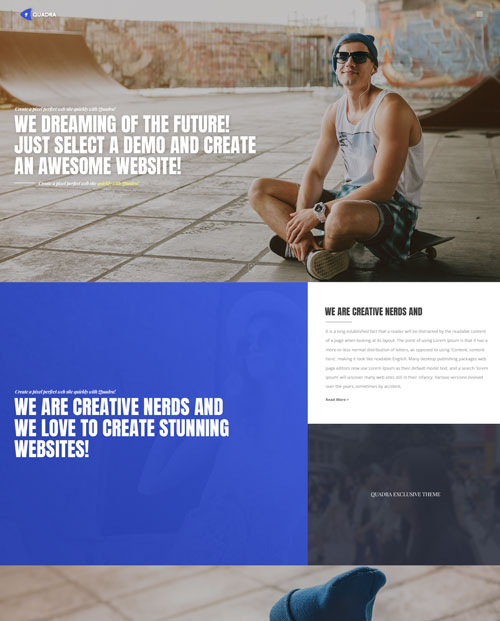 QUADRA
Create a pixel perfect web site quickly with Quadra!
WE DREAMING OF THE FUTURE!
JUST SELECT A DEMO AND CREATE
AN AWESOME WEBSITE!
Create a pixel perfect web site quickly with Quadra!
WE ARE CREATIVE NERDS AND
It is a long established fact that a reader will be distracted by the readable content
of a page when looking at its layout. The point of using Lorem Ipsum is that it has a
more-or-less normal distribution of letters, as opposed to using 'Content, content
here', making it look like readable English. Many desktop publishing packages web
page editors now use Lorem Ipsum as their default model text, and a search. lorem
ipsum will uncover many web sites still in their infancy. Various versions evolved
over the years, sometimes by accident,
Read More +
Create a pixel perfect web site quickly with Quadra!
WE ARE CREATIVE NERDS AND
WE LOVE TO CREATE STUNNING
WEBSITES!
QUADRA EXCLUSIVE THEME